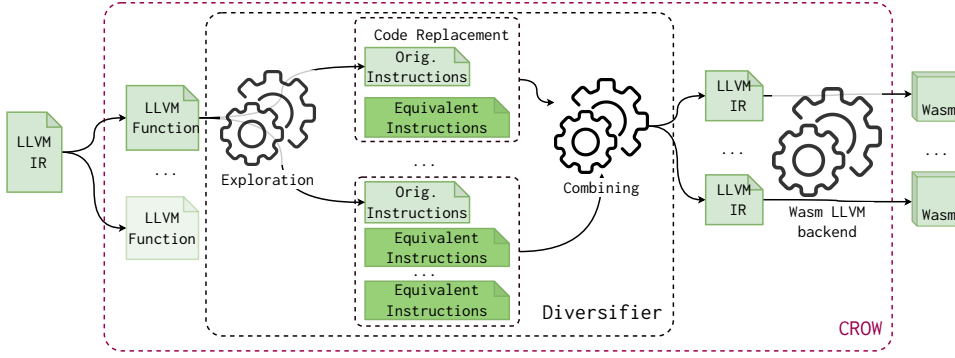 LLVM
IR
LLVM
Function
...
LLVM
Function
Exploration
Code Replacement
Orig.
Instructions
Equivalent
Instructions
...
Orig.
Instructions
Equivalent
Instructions
...
Equivalent
Instructions
Combining
Diversifier
LLVM
IR
...
LLVM
IR
Wasm LLVM
backend
Wasm
...
Wasm
CROW